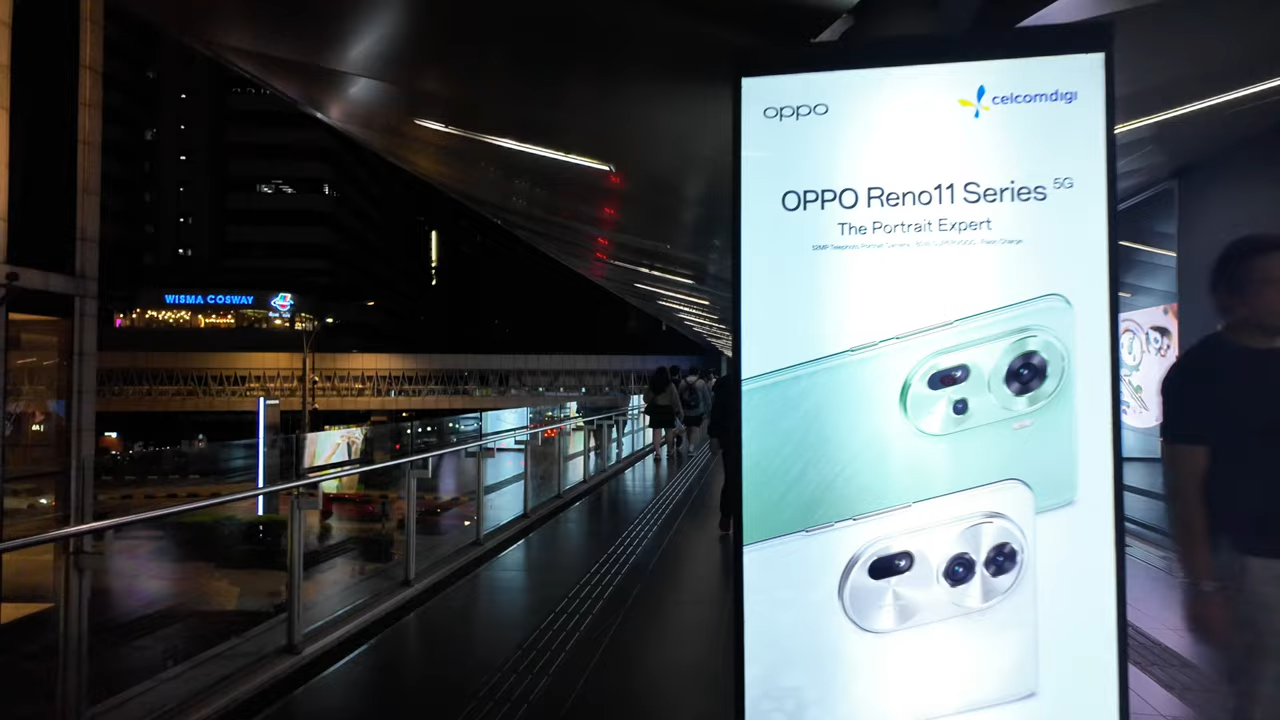 oppo
celcomdigi
OPPO Reno11 Series 5G
The Portrait Expert
WISMA COSWAY